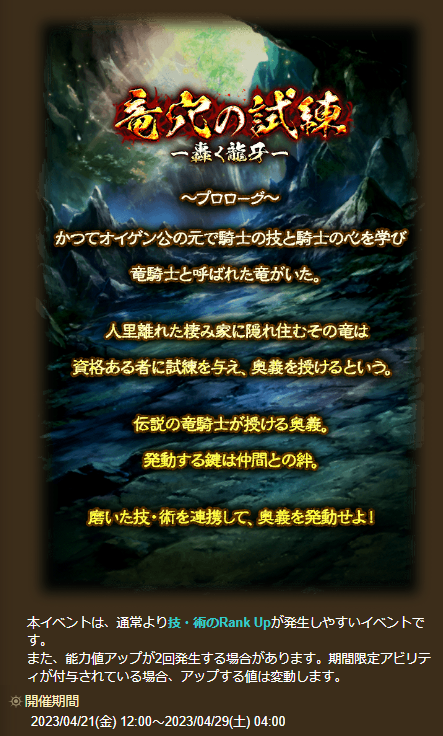 竜穴の試練
ー轟く龍牙ー
～プロローグ～
かつてオイゲン公の元で騎士の技と騎士の心を学び
竜騎士と呼ばれた竜がいた。
人里離れた棲み家に隠れ住むその竜は
資格ある者に試練を与え、奥義を授けるという。
伝説の竜騎士が授ける奥義。
発動する鍵は仲間との絆。
磨いた技・術を連携して、奥義を発動せよ！
本イベントは、通常より技・術のRank Upが発生しやすいイベントで
す。
また、能力値アップが2回発生する場合があります。期間限定アビリテ
ィが付与されている場合、アップする値は変動します。
開催期間
2023/04/21(金) 12:00～2023/04/29(土) 04:00